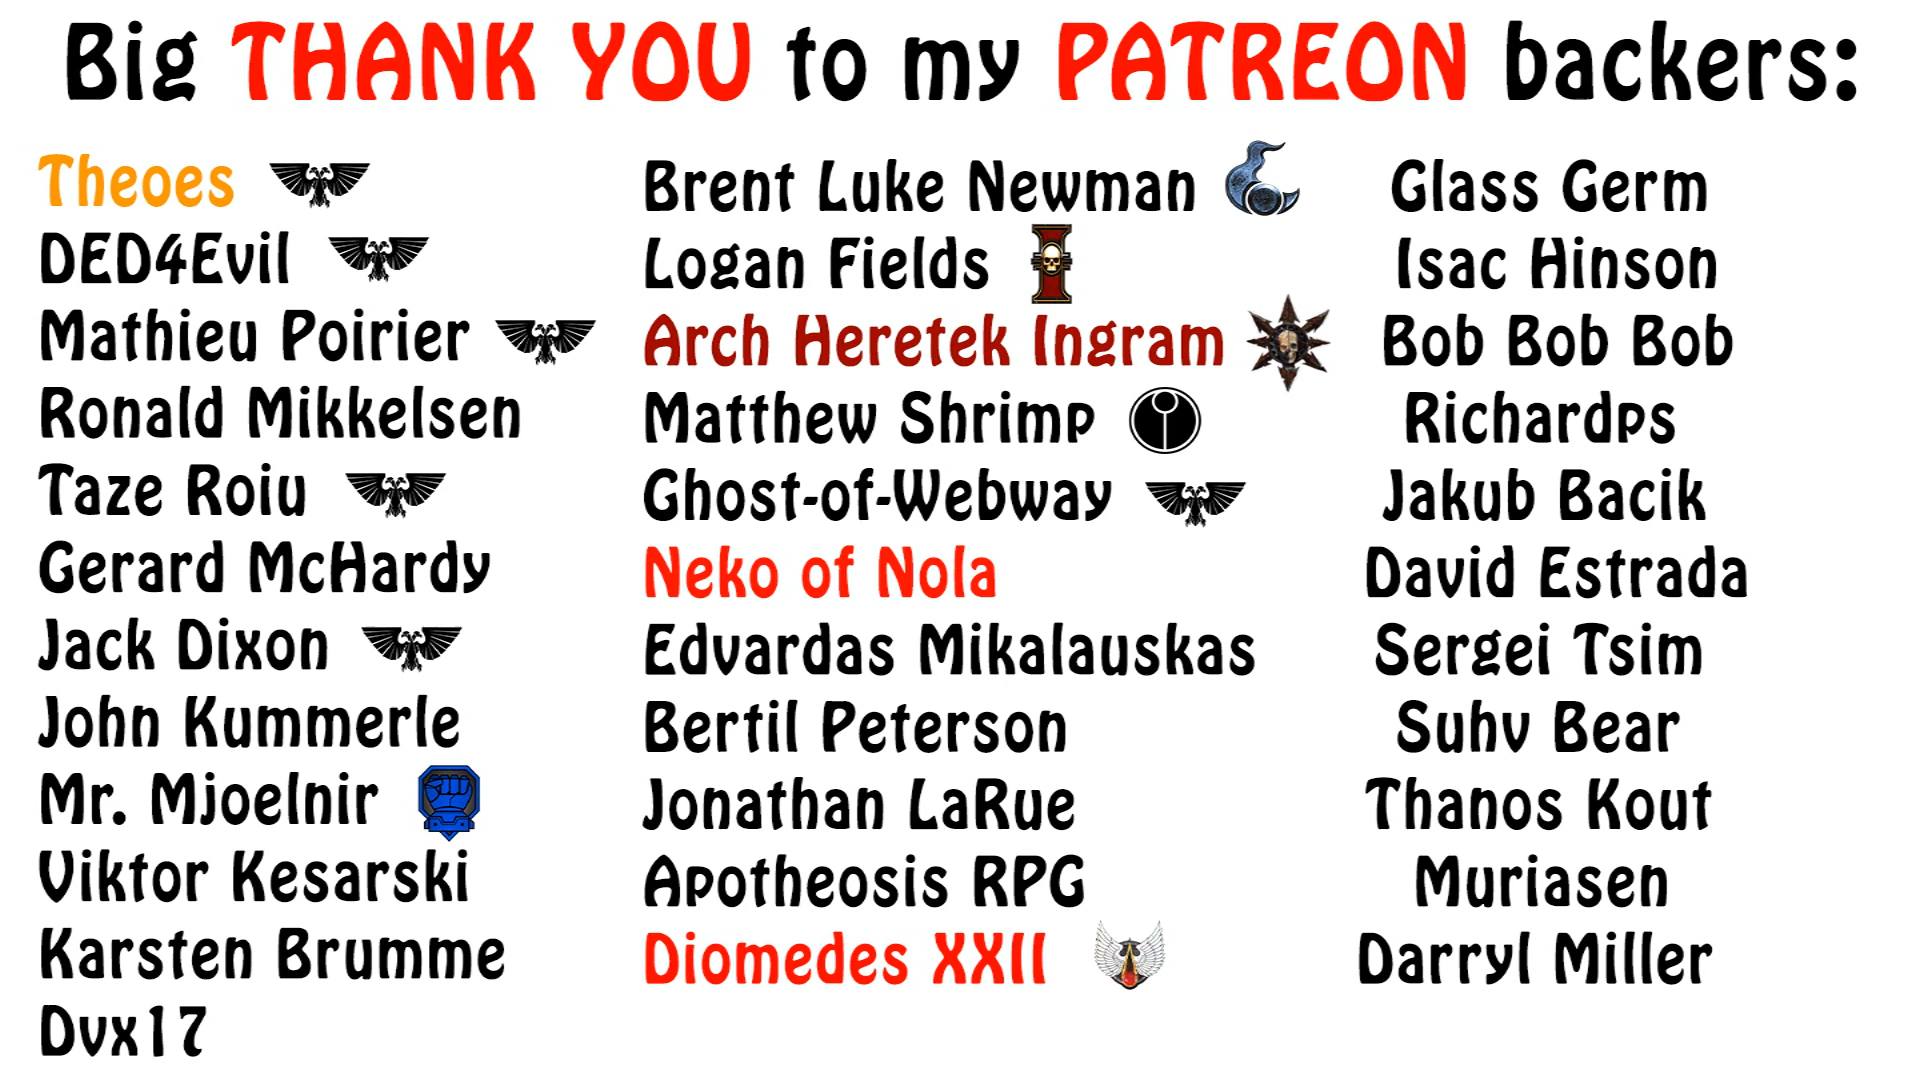 Big THANK YOU to my PATREON backers:
Theoes
DED4Evil
Mathieu Poirier
Ronald Mikkelsen
Taze Roiu
Gerard McHardy
Jack Dixon
John Kummerle
Mr. Mjoelnir
Viktor Kesarski
Karsten Brumme
Dvx17
Brent Luke Newman
Logan Fields
Arch Heretek Ingram
Matthew Shrimp
Ghost-of-Webway
Neko of Nola
Edvardas Mikalauskas
Bertil Peterson
Jonathan LaRue
Apotheosis RPG
Diomedes XXII
Glass Germ
Isac Hinson
Bob Bob Bob
Richardps
Jakub Bacik
David Estrada
Sergei Tsim
Suhv Bear
Thanos Kout
Muriasen
Darryl Miller